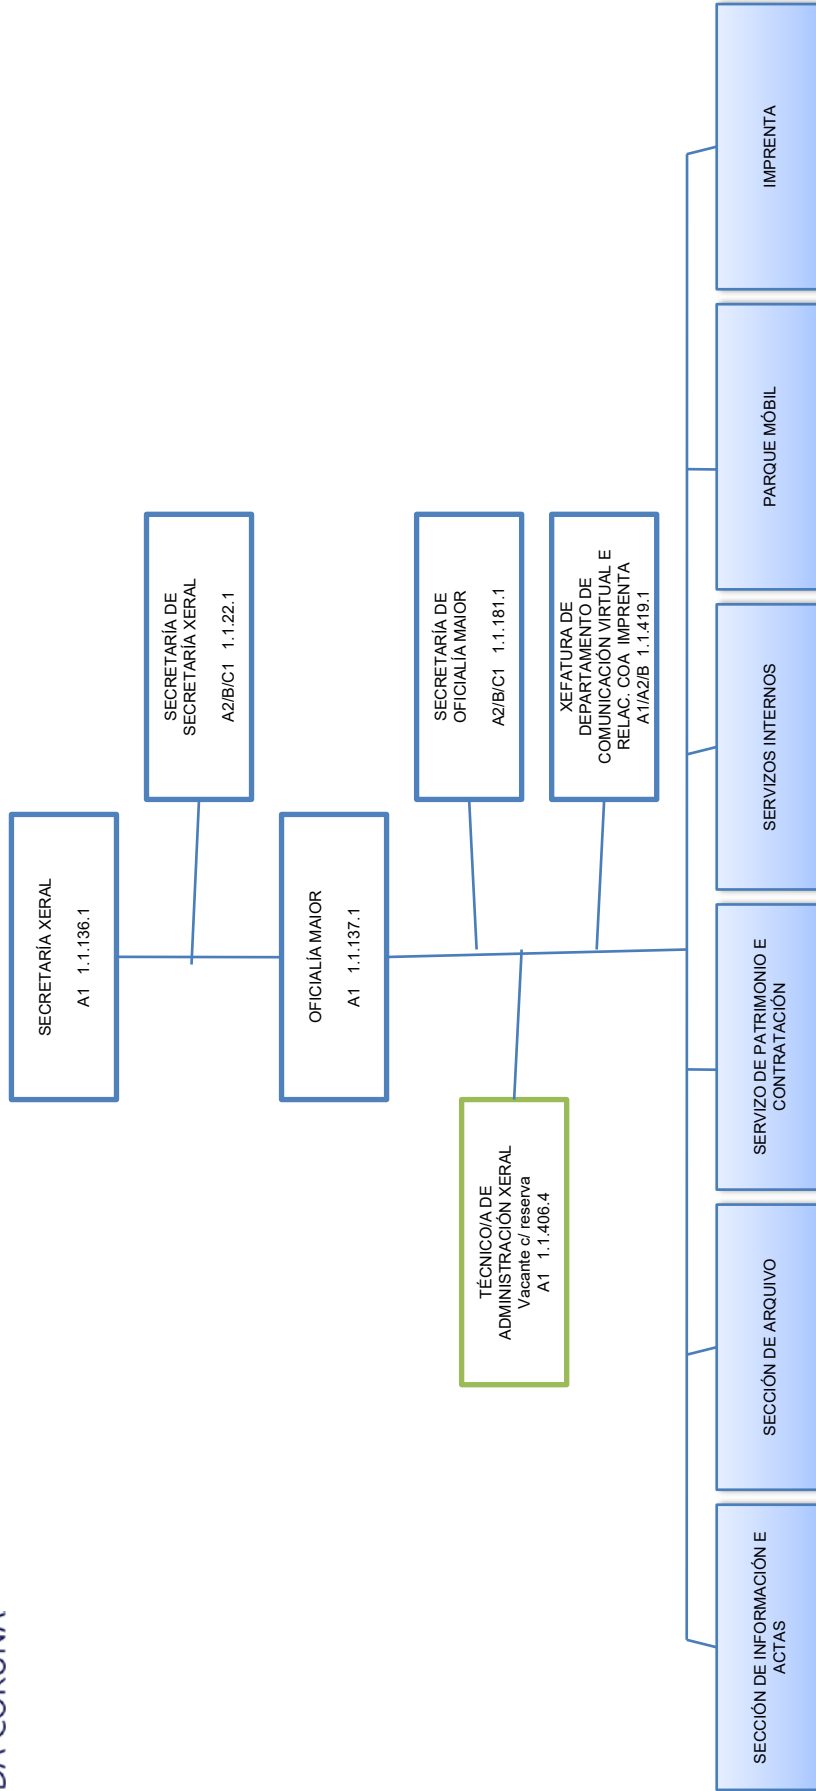 DA CORUÑA
SECRETARÍA XERAL
A1 1.1.136.1
SECRETARÍA DE
SECRETARÍA XERAL
A2/B/C1 1.1.22.1
OFICIALÍA MAIOR
A1 1.1.137.1
SECRETARÍA DE
OFICIALÍA MAIOR
A2/B/C1 1.1.181.1
TÉCNICO/A DE
ADMINISTRACIÓN XERAL
Vacante c/ reserva
A1 1.1.406.4
XEFATURA DE
DEPARTAMENTO DE
COMUNICACIÓN VIRTUAL E
RELAC. COA IMPRENTA
A1/A2/B 1.1.419.1
SECCIÓN DE INFORMACIÓN E
ACTAS
SECCIÓN DE ARQUIVO
SERVIZO DE PATRIMONIO E
CONTRATACIÓN
SERVIZOS INTERNOS
PARQUE MÓBIL
IMPRENTA